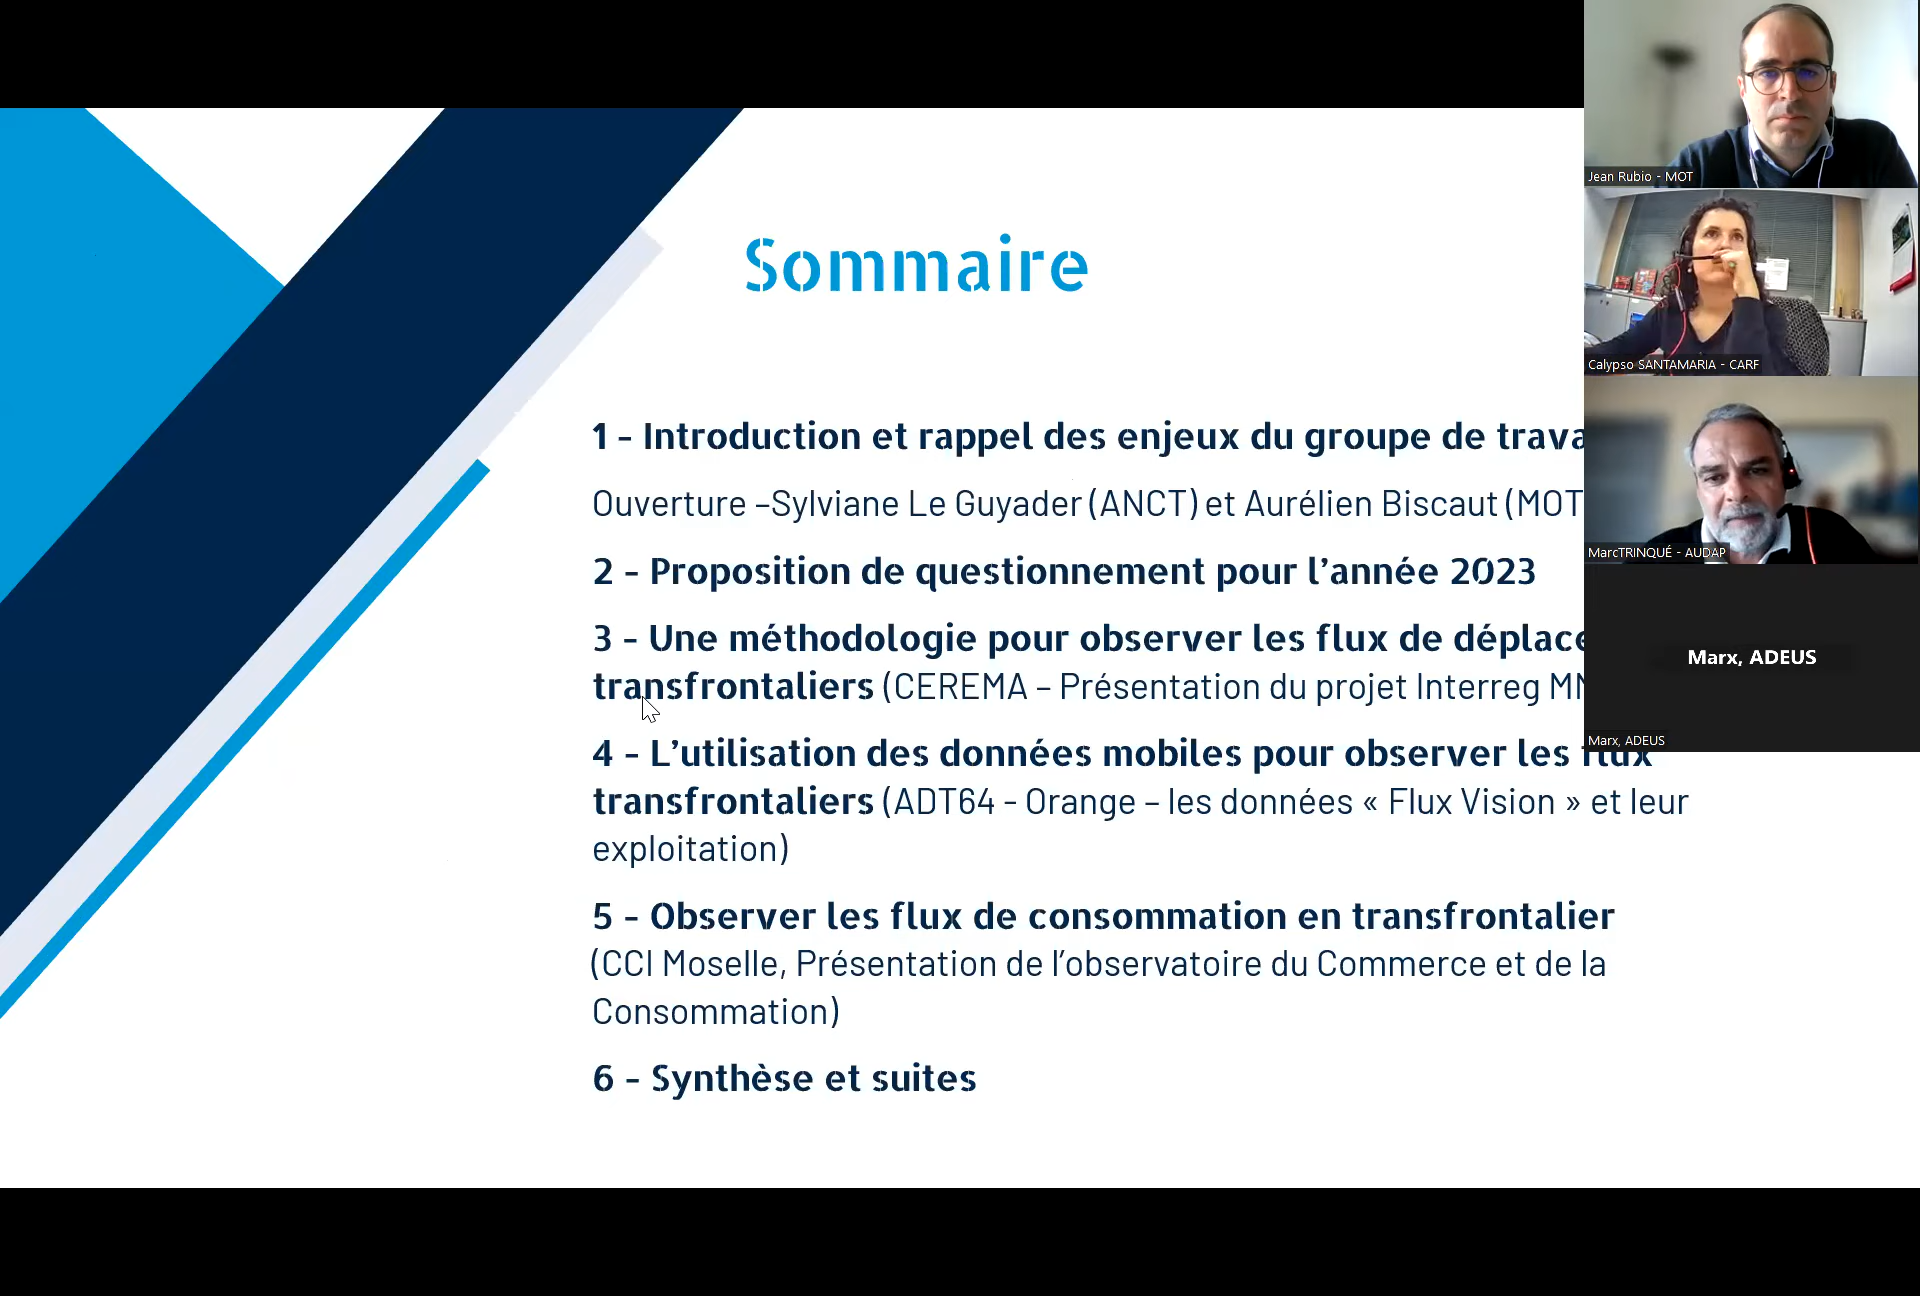 Sommaire
1 - Introduction et rappel des enjeux du groupe de
Ouverture –Sylviane Le Guyader (ANCT) et Aurélien Biscaut (MOT
2 - Proposition de questionnement pour l’année 2023
3 - Une méthodologie pour observer les flux de
transfrontaliers (CEREMA – Présentation du projet Interreg
4 - L’utilisation des données mobiles pour observer les flux
transfrontaliers (ADT64 - Orange – les données « Flux Vision » et leur
exploitation)
5 - Observer les flux de consommation en transfrontalier
(CCI Moselle, Présentation de l’observatoire du Commerce et de la
Consommation)
6 - Synthèse et suites
Jean Rubio - MOT
Calypso SANTAMARIA - CARF
MarcTRINQUÉ - AUDAP
Marx, ADEUS
Marx, ADEUS